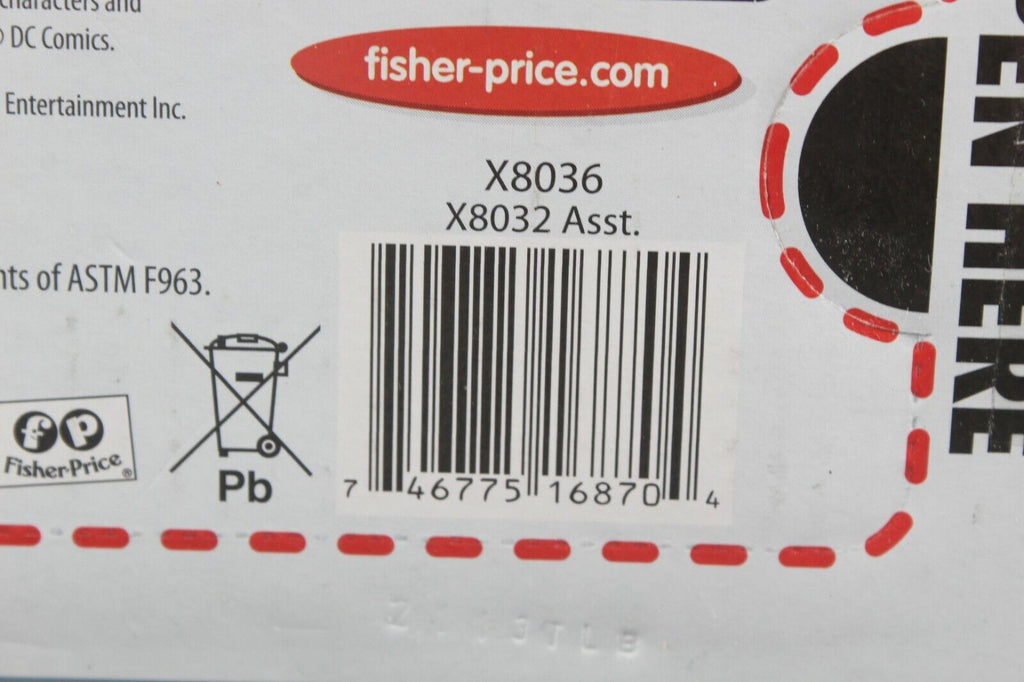 characters and
© DC Comics.
Entertainment Inc.
fisher-price.com
X8036
X8032 Asst.
nts of ASTM F963.
fp
Fisher-Price®
Pb
7 46775 16870 4
EN HERE